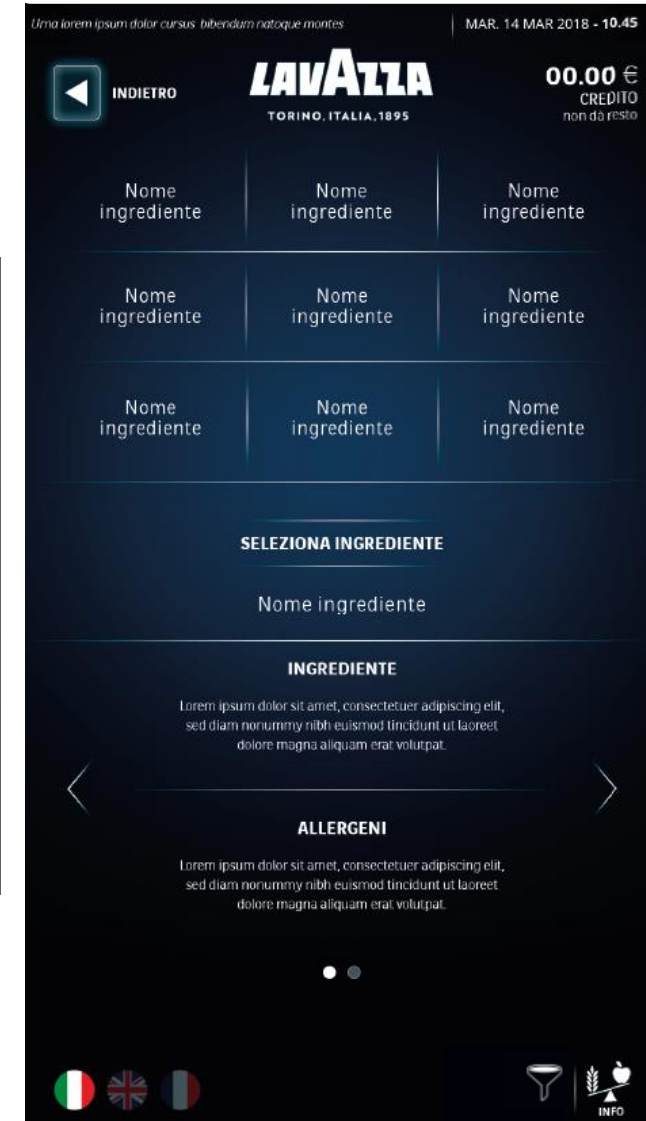 Urna lorem ipsum dolor cursus bibendum natoque montes
MAR. 14 MAR 2018 - 10.45
INDIETRO
LAVAZZA
TORINO, ITALIA, 1895
00.00 €
CREDITO
non dà resto
Nome ingrediente
Nome ingrediente
Nome ingrediente
Nome ingrediente
Nome ingrediente
Nome ingrediente
Nome ingrediente
Nome ingrediente
Nome ingrediente
SELEZIONA INGREDIENTE
Nome ingrediente
INGREDIENTE
Lorem ipsum dolor sit amet, consectetuer adipiscing elit,
sed diam nonummy nibh euismod tincidunt ut laoreet
dolore magna aliquam erat volutpat.
ALLERGENI
Lorem ipsum dolor sit amet, consectetuer adipiscing elit,
sed diam nonummy nibh euismod tincidunt ut laoreet
dolore magna aliquam erat volutpat.
INFO